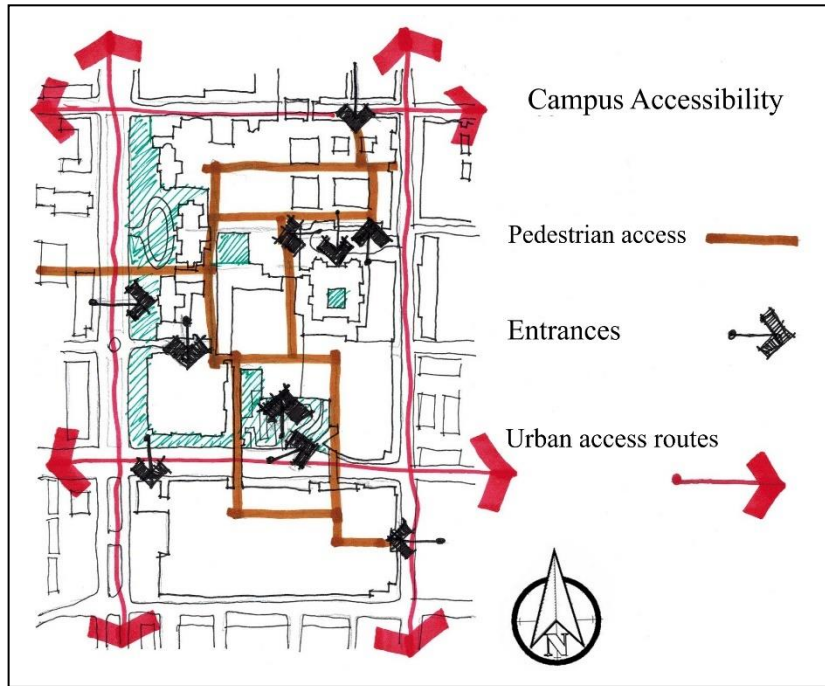 Campus Accessibility
Pedestrian access
Entrances
Urban access routes
N